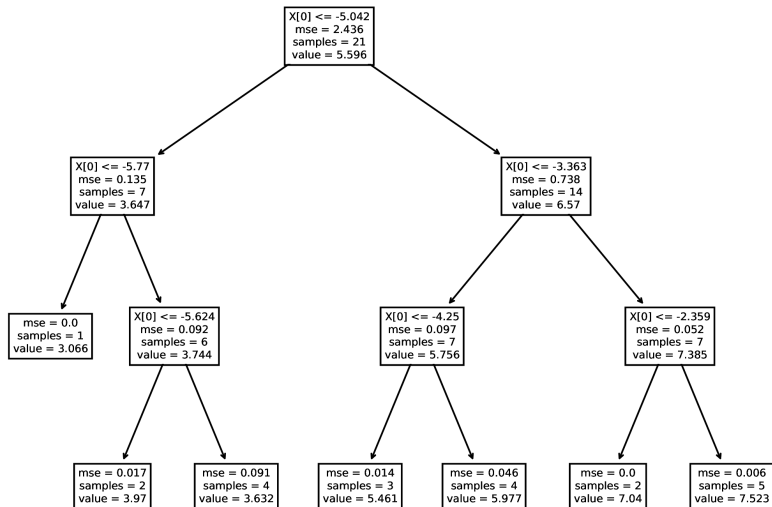 X[0] <= -5.042
mse = 2.436
samples = 21
value = 5.596
X[0] <= -5.77
mse = 0.135
samples = 7
value = 3.647
X[0] <= -3.363
mse = 0.738
samples = 14
value = 6.57
mse = 0.0
samples = 1
value = 3.066
X[0] <= -5.624
mse = 0.092
samples = 6
value = 3.744
X[0] <= -4.25
mse = 0.097
samples = 7
value = 5.756
X[0] <= -2.359
mse = 0.052
samples = 7
value = 7.385
mse = 0.017
samples = 2
value = 3.97
mse = 0.091
samples = 4
value = 3.632
mse = 0.014
samples = 3
value = 5.461
mse = 0.046
samples = 4
value = 5.977
mse = 0.0
samples = 2
value = 7.04
mse = 0.006
samples = 5
value = 7.523